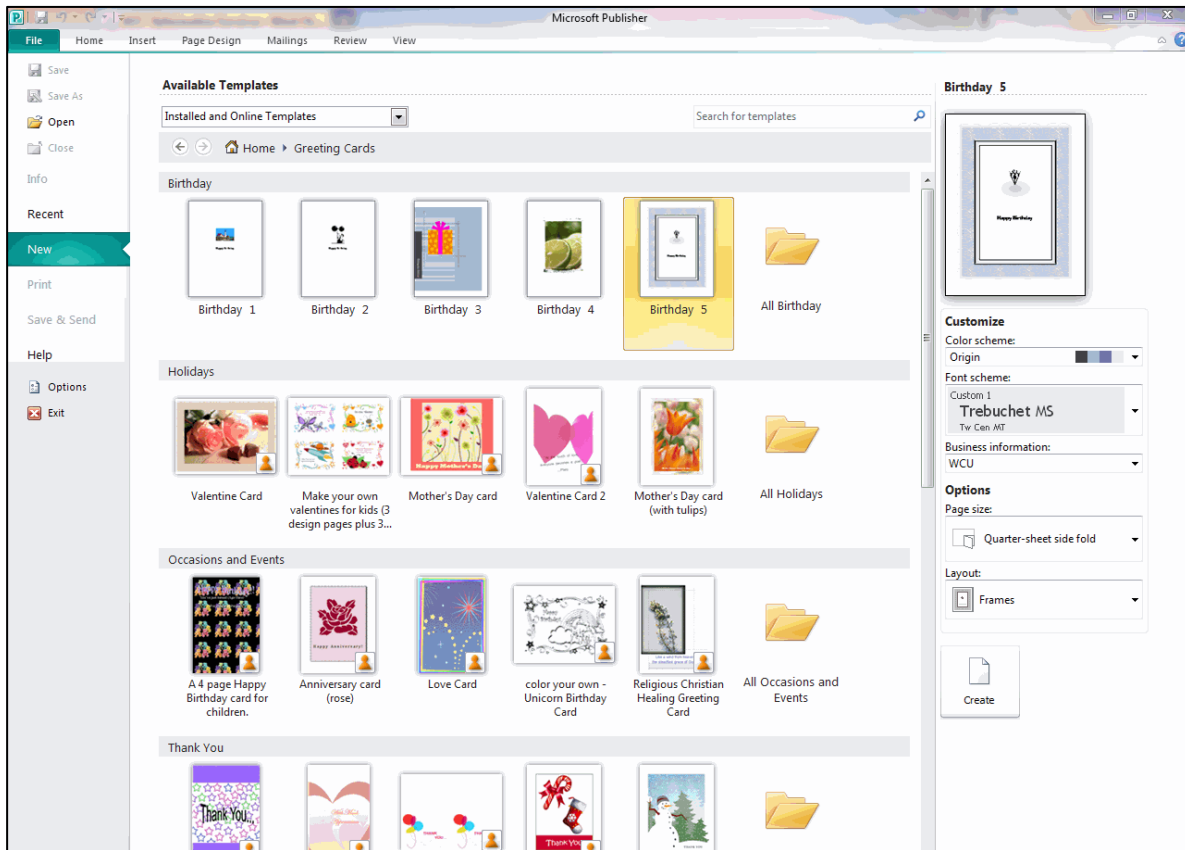 Microsoft Publisher
File Home Insert Page Design Mailings Review View
Save
Save As
Open
Close
Info
Recent
New
Print
Save & Send
Help
Options
Exit
Available Templates
Installed and Online Templates
Search for templates
Home Greeting Cards
Birthday
Birthday 1
Birthday 2
Birthday 3
Birthday 4
Birthday 5
All Birthday
Holidays
Valentine Card
Make your own
valentines for kids (3
design pages plus 3...
Mother's Day card
Valentine Card 2
Mother's Day card
(with tulips)
All Holidays
Happy Mother's Da
Occasions and Events
Happy Anniversary!
A 4 page Happy
Birthday card for
children.
Anniversary card
(rose)
Love Card
color your own -
Unicorn Birthday
Card
Religious Christian
Healing Greeting
Card
All Occasions and
Events
Thank You
Thank You...
Thank You
Birthday 5
Happy Birthday
Customize
Color scheme:
Origin
Font scheme:
Custom 1
Trebuchet MS
Tw Cen MT
Business information:
WCU
Options
Page size:
Quarter-sheet side fold
Layout:
Frames
Create